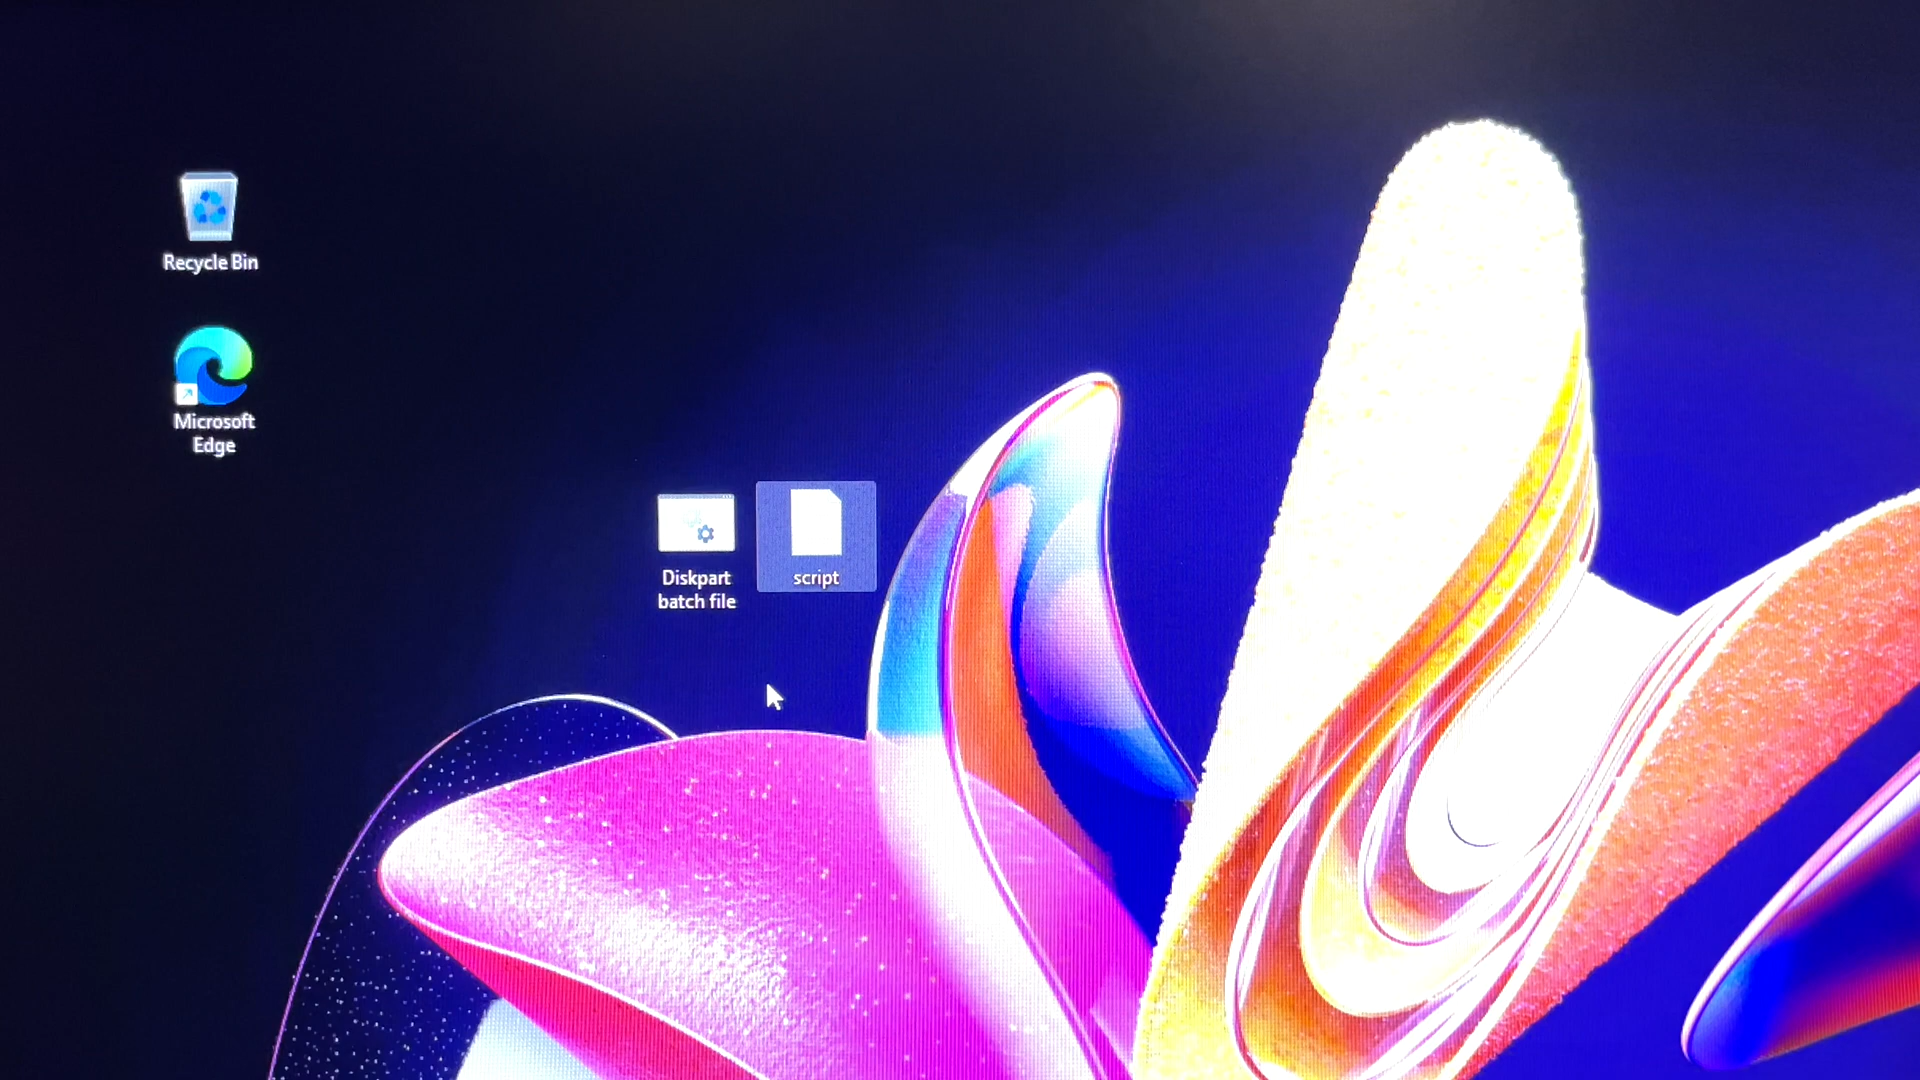 Recycle Bin
Microsoft
Edge
Diskpart
batch file
script